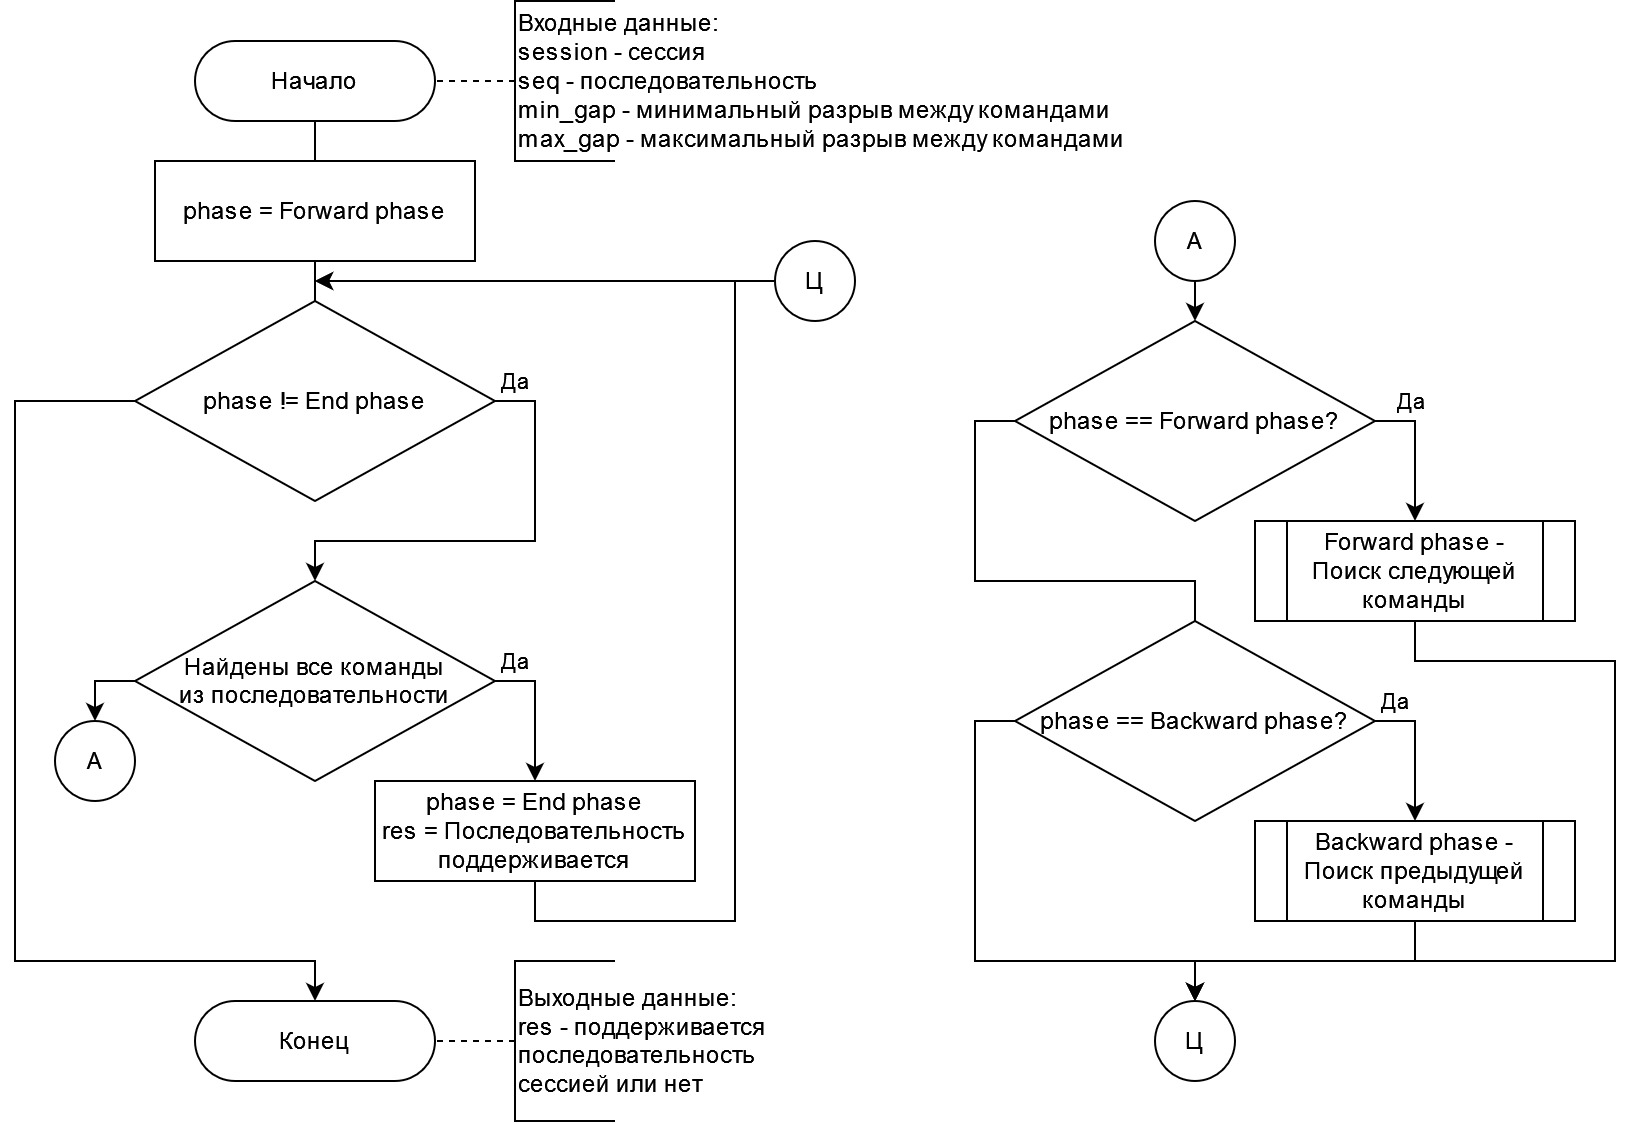 Начало
Входные данные:
session - сессия
seq - последовательность
min_gap - минимальный разрыв между командами
max_gap - максимальный разрыв между командами
phase = Forward phase
Ц
phase != End phase
Да
Найдены все команды
из последовательности
Да
А
phase = End phase
res = Последовательность
поддерживается
Конец
Выходные данные:
res - поддерживается
последовательность
сессией или нет
А
phase == Forward phase?
Да
Forward phase -
Поиск следующей
команды
phase == Backward phase?
Да
Backward phase -
Поиск предыдущей
команды
Ц